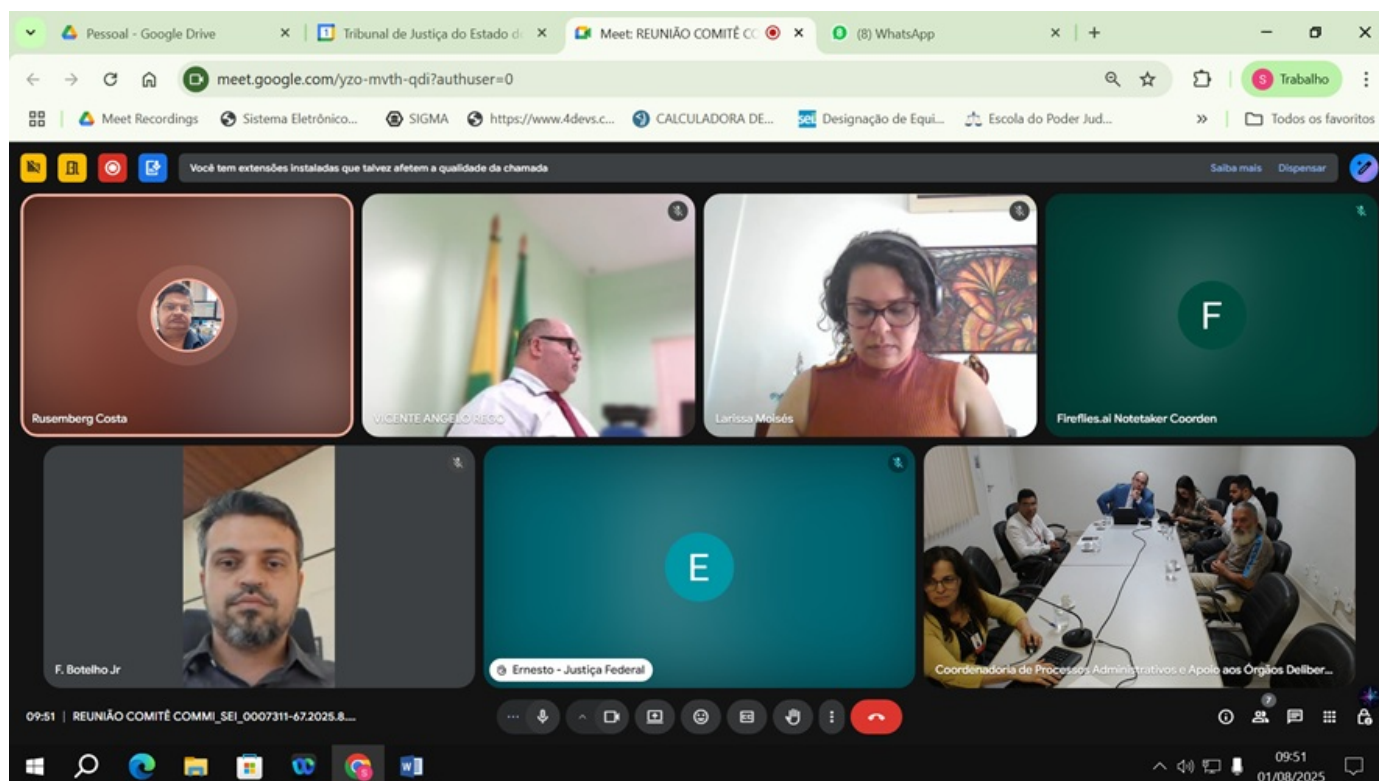 Pessoal - Google Drive
Tribunal de Justiça do Estado d
Meet: REUNIÃO COMITÊ CO
(8) WhatsApp
meet.google.com/yzo-mvth-qdi?authuser=0
S Trabalho
Meet Recordings
Sistema Eletrônico...
SIGMA
https://www.4devs.c...
CALCULADORA DE...
sei Designação de Equi...
Escola do Poder Jud...
Todos os favoritos
Você tem extensões instaladas que talvez afetem a qualidade da chamada
Saiba mais
Dispensar
Rusemberg Costa
VICENTE ANGELO REGO
Larissa Moisés
F
Fireflies.ai Notetaker Coorden
F. Botelho Jr
E
Ernesto - Justiça Federal
Coordenadoria de Processos Administrativos e Apoio aos Órgãos Deliber...
09:51 | REUNIÃO COMITÊ COMMI_SEI_0007311-67.2025.8....
7
09:51
01/08/2025